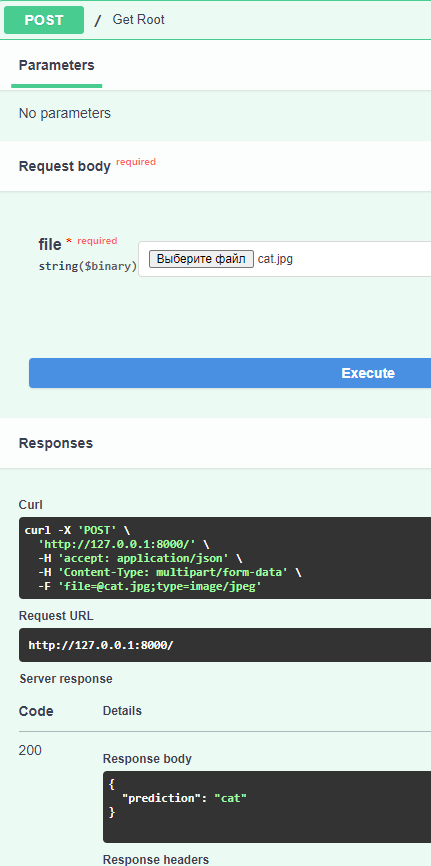 POST / Get Root
Parameters
No parameters
Request body required
file * required
string($binary)
Выберите файл cat.jpg
Execute
Responses
Curl
curl -X 'POST' \
'http://127.0.0.1:8000/' \
-H 'accept: application/json' \
-H 'Content-Type: multipart/form-data' \
-F 'file=@cat.jpg;type=image/jpeg'
Request URL
http://127.0.0.1:8000/
Server response
Code Details
200
Response body
{
"prediction": "cat"
}
Response headers